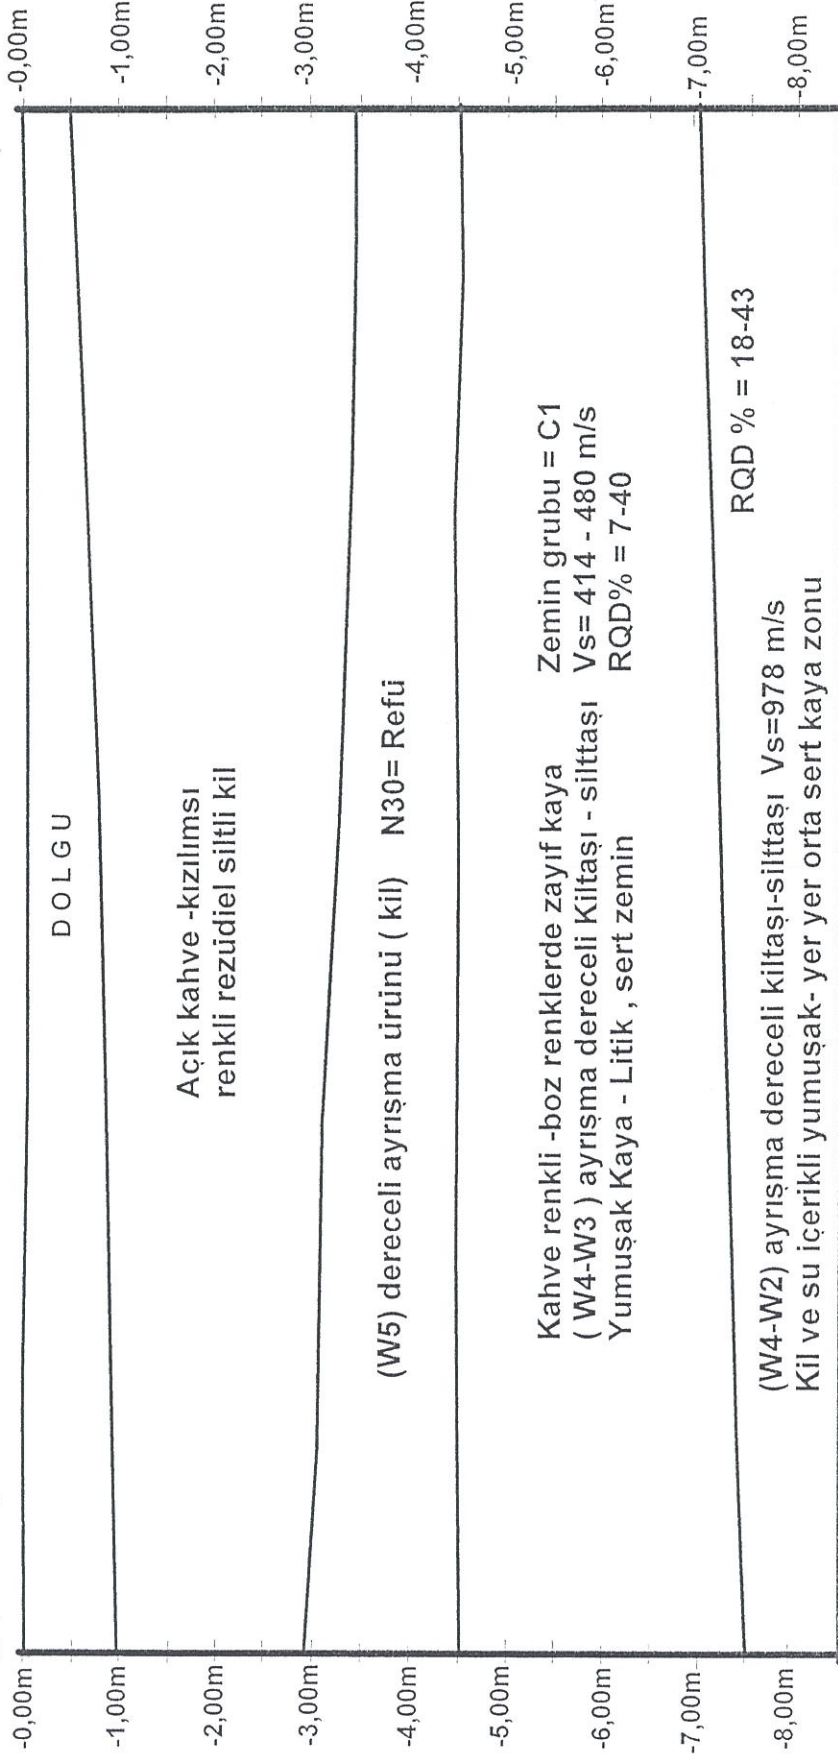 -0,00m
-1,00m
-2,00m
-3,00m
-4,00m
-5,00m
-6,00m
-7,00m
-8,00m
DOLGU
Açık kahve -kızılımsı
renkli rezüdiel siltli kil
(W5) dereceli ayrışma ürünü ( kil) N30= Refü
Kahve renkli -boz renklerde zayıf kaya
( W4-W3 ) ayrışma dereceli Kiltaşı - silttaşı
Yumuşak Kaya - Litik , sert zemin
Zemin grubu = C1
Vs= 414 - 480 m/s
RQD% = 7-40
RQD % = 18-43
(W4-W2) ayrışma dereceli kiltaşı-silttaşı Vs=978 m/s
Kil ve su içerikli yumuşak- yer yer orta sert kaya zonu
-0,00m
-1,00m
-2,00m
-3,00m
-4,00m
-5,00m
-6,00m
-7,00m
-8,00m